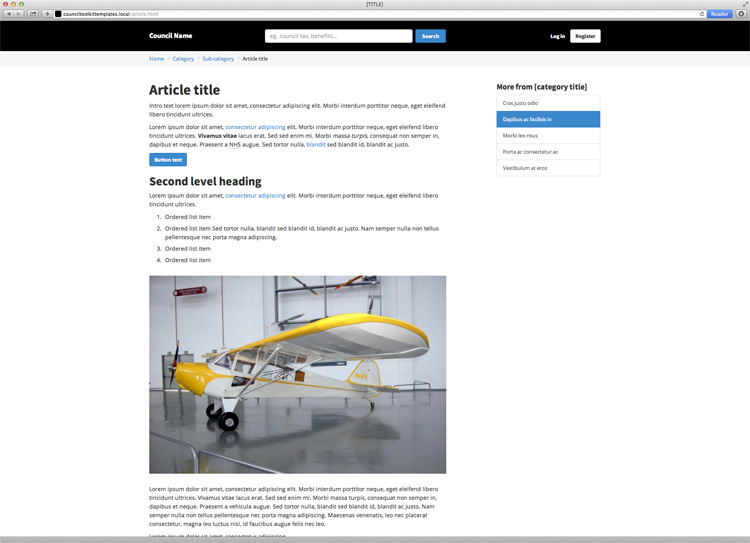 [TITLE]
counciltoolkittemplates.local/article.html
Reader
Council Name
eg. council tax, benefits...
Search
Log in
Register
Home / Category / Sub-category / Article title
Article title
Intro text lorem ipsum dolor sit amet, consectetur adipiscing elit. Morbi interdum porttitor neque, eget eleifend
libero tincidunt ultrices.
Lorem ipsum dolor sit amet, consectetur adipiscing elit. Morbi interdum porttitor neque, eget eleifend libero
tincidunt ultrices. Vivamus vitae lacus erat. Sed sed enim mi. Morbi massa turpis, consequat non semper in,
dapibus et neque. Praesent a NHS augue. Sed tortor nulla, blandit sed blandit id, blandit ac justo.
Button text
Second level heading
Lorem ipsum dolor sit amet, consectetur adipiscing elit. Morbi interdum porttitor neque, eget eleifend libero
tincidunt ultrices.
1. Ordered list item
2. Ordered list item Sed tortor nulla, blandit sed blandit id, blandit ac justo. Nam semper nulla non tellus
pellentesque nec porta magna adipiscing.
3. Ordered list item
4. Ordered list item
Lorem ipsum dolor sit amet, consectetur adipiscing elit. Morbi interdum porttitor neque, eget eleifend libero
tincidunt ultrices. Vivamus vitae lacus erat. Sed sed enim mi. Morbi massa turpis, consequat non semper in,
dapibus et neque. Praesent a vehicula augue. Sed tortor nulla, blandit sed blandit id, blandit ac justo. Nam
semper nulla non tellus pellentesque nec porta magna adipiscing. Maecenas venenatis, leo nec placerat
consectetur, magna leo luctus nisi, id faucibus augue felis nec leo.
Lorem ipsum dolor sit amet, consectetur adipiscing
More from [category title]
Cras justo odio
Dapibus ac facilisis in
Morbi leo risus
Porta ac consectetur ac
Vestibulum at eros